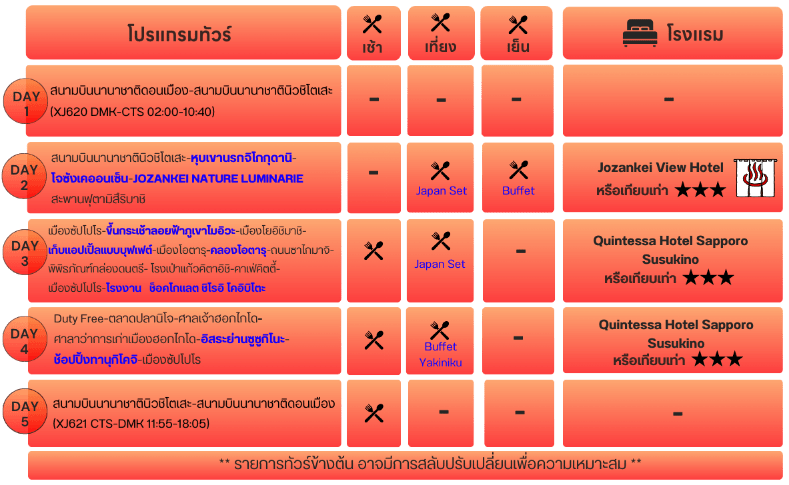 โปรแกรมทัวร์
เช้า
เที่ยง
เย็น
โรงแรม
DAY
1
สนามบินนานาชาติดอนเมือง-สนามบินนานาชาตินิวชิโตเสะ
(XJ620 DMK-CTS 02:00-10:40)
-
-
-
-
DAY
2
สนามบินนานาชาตินิวชิโตเสะ-หุบเขานรกจิโกกุดานิ-
โจซังเคออนเซ็น-JOZANKEI NATURE LUMINARIE
สะพานฟุตามิสึริบาชิ
-
Japan Set
Buffet
Jozankei View Hotel
หรือเทียบเท่า ★★★
DAY
3
เมืองซัปโปโร-ขึ้นกระเช้าลอยฟ้าภูเขาโมอิวะ-เมืองโยอิชิมาชิ-
เก็บแอปเปิ้ลแบบบุฟเฟต์-เมืองโอตารุ-คลองโอตารุ-ถนนซาไกมาจิ-
พิพิธภัณฑ์กล่องดนตรี- โรงเป่าแก้วคิตาอิชิ-คาเฟ่คิตตี้-
เมืองซัปโปโร-โรงงาน ช็อคโกแลต ชิโรอิ โคอิบิโตะ
Japan Set
-
Quintessa Hotel Sapporo
Susukino
หรือเทียบเท่า ★★★
DAY
4
Duty Free-ตลาดปลานิโจ-ศาลเจ้าฮอกไกโด-
ศาลาว่าการเก่าเมืองฮอกไกโด-อิสระย่านซูซูกิโนะ-
ช้อปปิ้งทานุกิโคจิ-เมืองซัปโปโร
Buffet
Yakiniku
-
Quintessa Hotel Sapporo
Susukino
หรือเทียบเท่า ★★★
DAY
5
สนามบินนานาชาตินิวชิโตเสะ-สนามบินนานาชาติดอนเมือง
(XJ621 CTS-DMK 11:55-18:05)
-
-
-
** รายการทัวร์ข้างต้น อาจมีการสลับปรับเปลี่ยนเพื่อความเหมาะสม **